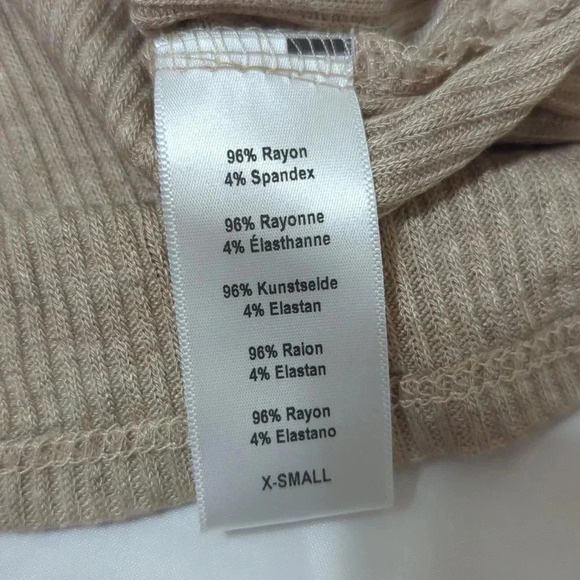 96% Rayon
4% Spandex
96% Rayonne
4% Élasthanne
96% Kunstseide
4% Elastan
96% Raion
4% Elastan
96% Rayon
4% Elastano
X-SMALL